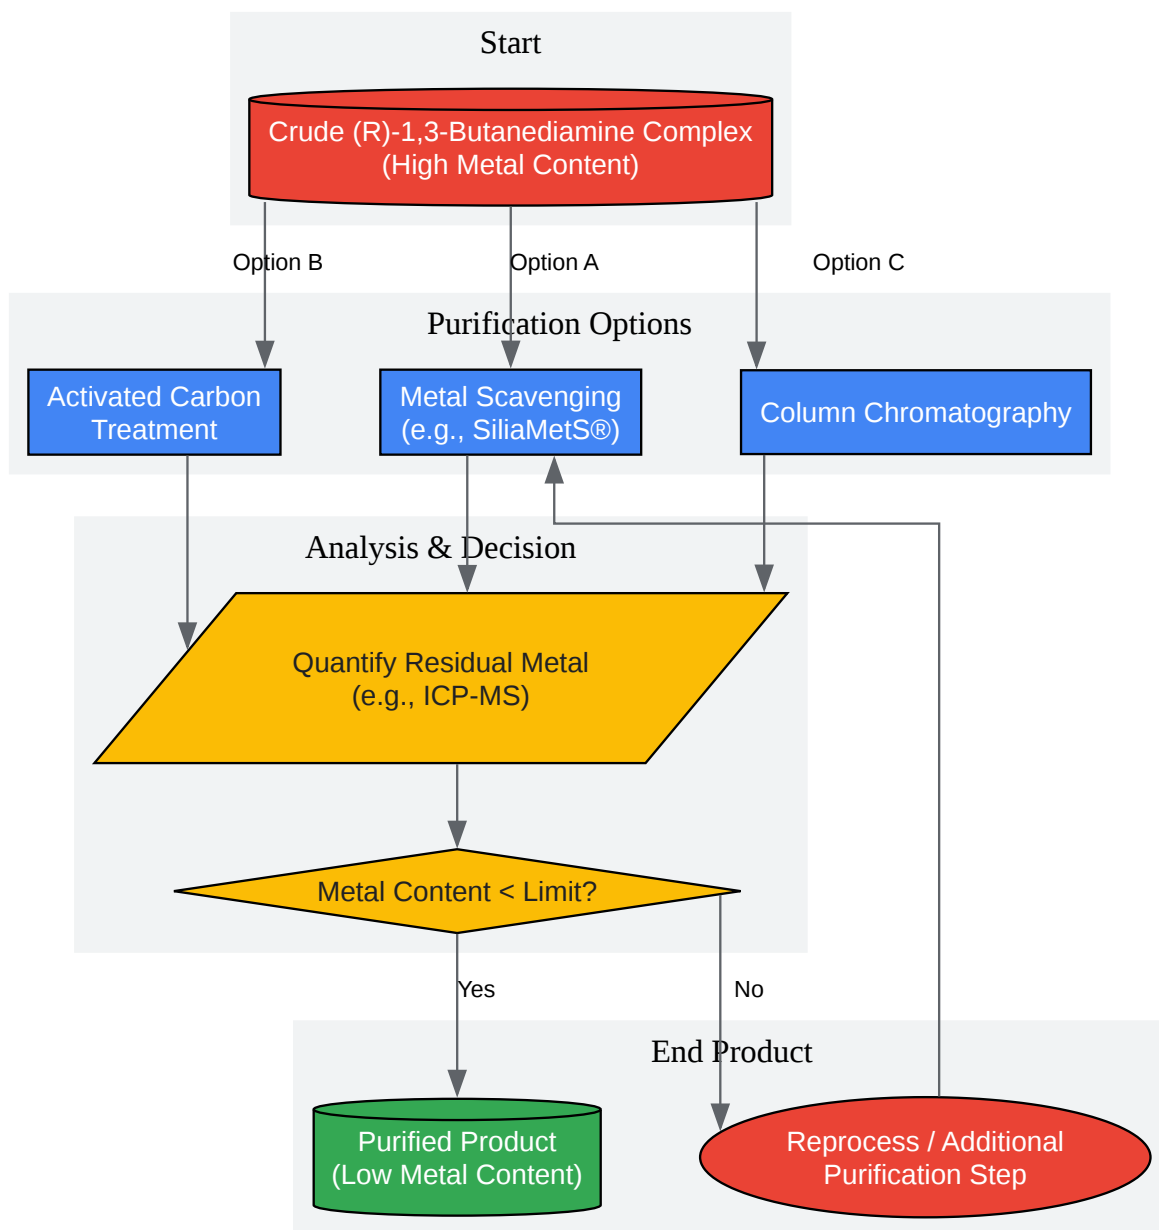 Start
Crude (R)-1,3-Butanediamine Complex
(High Metal Content)
Option B
Option A
Option C
Purification Options
Activated Carbon
Treatment
Metal Scavenging
(e.g., SiliaMetS®)
Column Chromatography
Analysis & Decision
Quantify Residual Metal
(e.g., ICP-MS)
Metal Content < Limit?
Yes
No
End Product
Purified Product
(Low Metal Content)
Reprocess / Additional
Purification Step